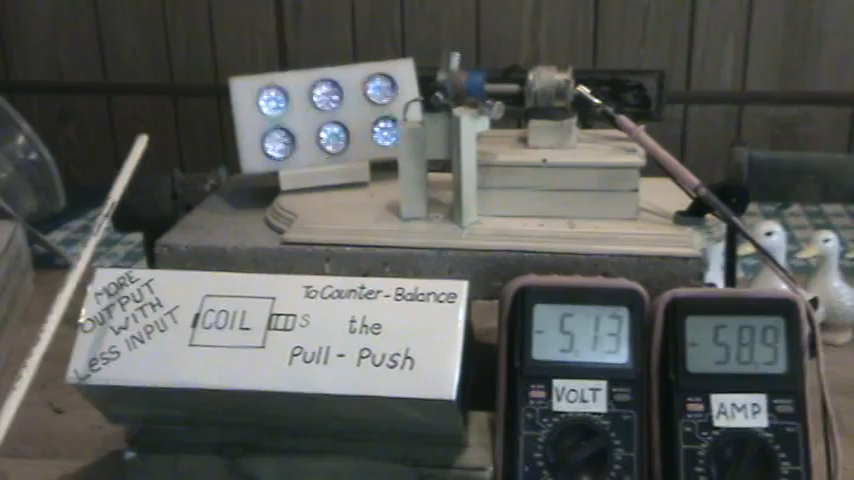 MORE
OUTPUT
WITH
LESS INPUT
COIL
S
To Counter-Balance
the
Pull-Push
-5.13
VOLT
-58.9
AMP